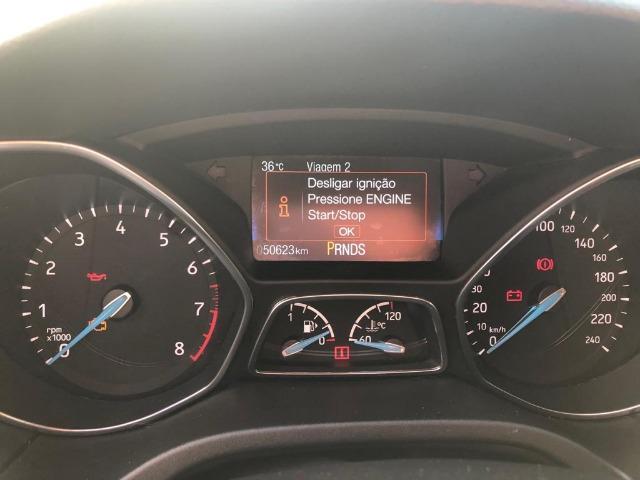 36°C Viagem 2
Desligar ignição
Pressione ENGINE
Start/Stop
OK
050623km PRNDS
0 1 2 3 4 5 6 7 8
rpm
x1000
1 0
60 120
°C
0 10 20 30 40 100 120 140 160 180 200 220 240
km/h